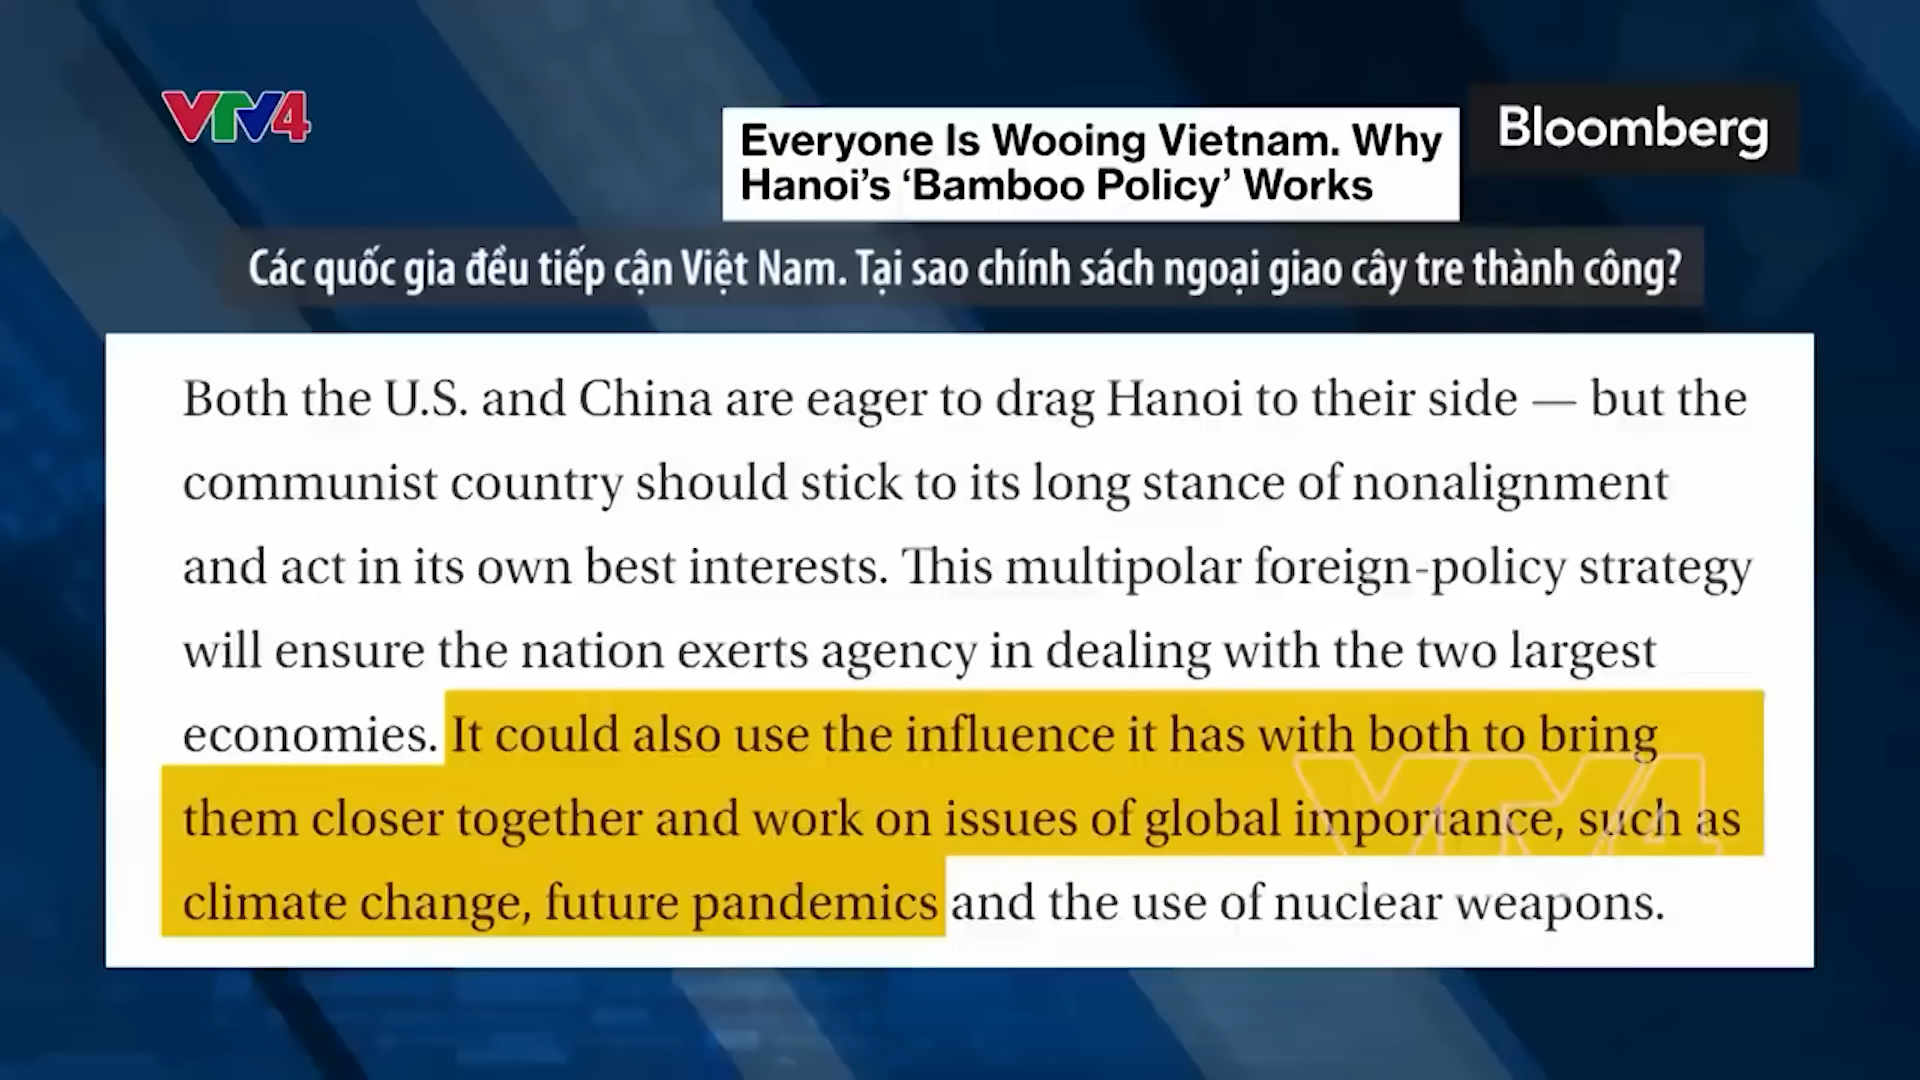 VTV4
Everyone Is Wooing Vietnam. Why
Hanoi's ‘Bamboo Policy’ Works
Bloomberg
Các quốc gia đều tiếp cận Việt Nam. Tại sao chính sách ngoại giao cây tre thành công?
Both the U.S. and China are eager to drag Hanoi to their side — but the
communist country should stick to its long stance of nonalignment
and act in its own best interests. This multipolar foreign-policy strategy
will ensure the nation exerts agency in dealing with the two largest
economies. It could also use the influence it has with both to bring
them closer together and work on issues of global importance, such as
climate change, future pandemics and the use of nuclear weapons.
VTV4